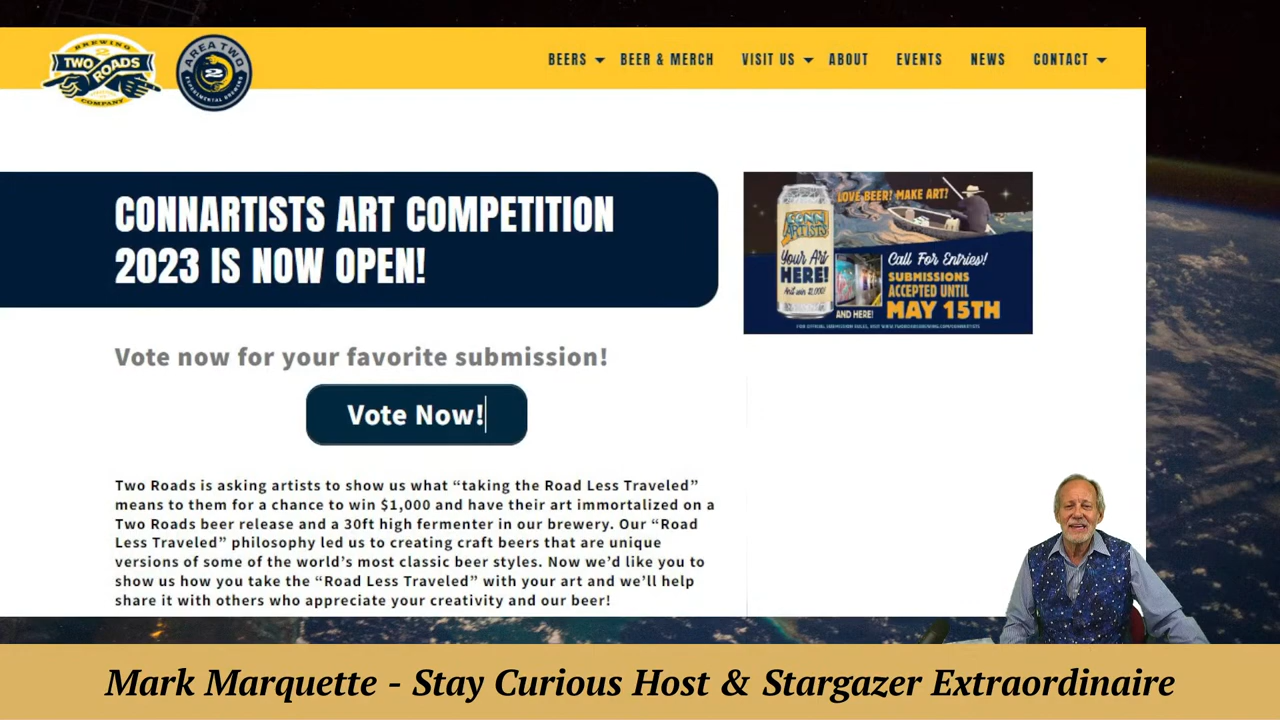 BREWING
2
TWO ROADS
COMPANY
AREA TWO
2
EXPERIMENTAL BREWING
BEERS
BEER & MERCH
VISIT US
ABOUT
EVENTS
NEWS
CONTACT
CONNARTISTS ART COMPETITION
2023 IS NOW OPEN!
LOVE BEER? MAKE ART?
CONN
ARTISTS
Your Art
HERE!
And win $1,000!
AND HERE!
Call For Entries!
SUBMISSIONS
ACCEPTED UNTIL
MAY 15TH
Vote now for your favorite submission!
Vote Now!
Two Roads is asking artists to show us what “taking the Road Less Traveled”
means to them for a chance to win $1,000 and have their art immortalized on a
Two Roads beer release and a 30ft high fermenter in our brewery. Our “Road
Less Traveled” philosophy led us to creating craft beers that are unique
versions of some of the world’s most classic beer styles. Now we’d like you to
show us how you take the “Road Less Traveled” with your art and we’ll help
share it with others who appreciate your creativity and our beer!
Mark Marquette - Stay Curious Host & Stargazer Extraordinaire